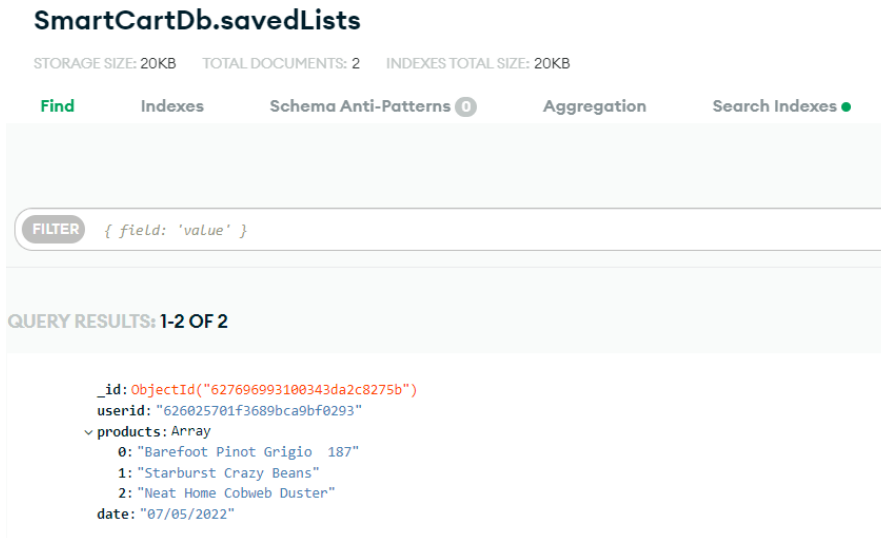 SmartCartDb.savedLists
STORAGE SIZE: 20KB TOTAL DOCUMENTS: 2 INDEXES TOTAL SIZE: 20KB
Find Indexes Schema Anti-Patterns 0 Aggregation Search Indexes
FILTER { field: 'value' }
QUERY RESULTS: 1-2 OF 2
_id: ObjectId("627696993100343da2c8275b")
userid: "626025701f3689bca9bf0293"
products: Array
0: "Barefoot Pinot Grigio  187"
1: "Starburst Crazy Beans"
2: "Neat Home Cobweb Duster"
date: "07/05/2022"